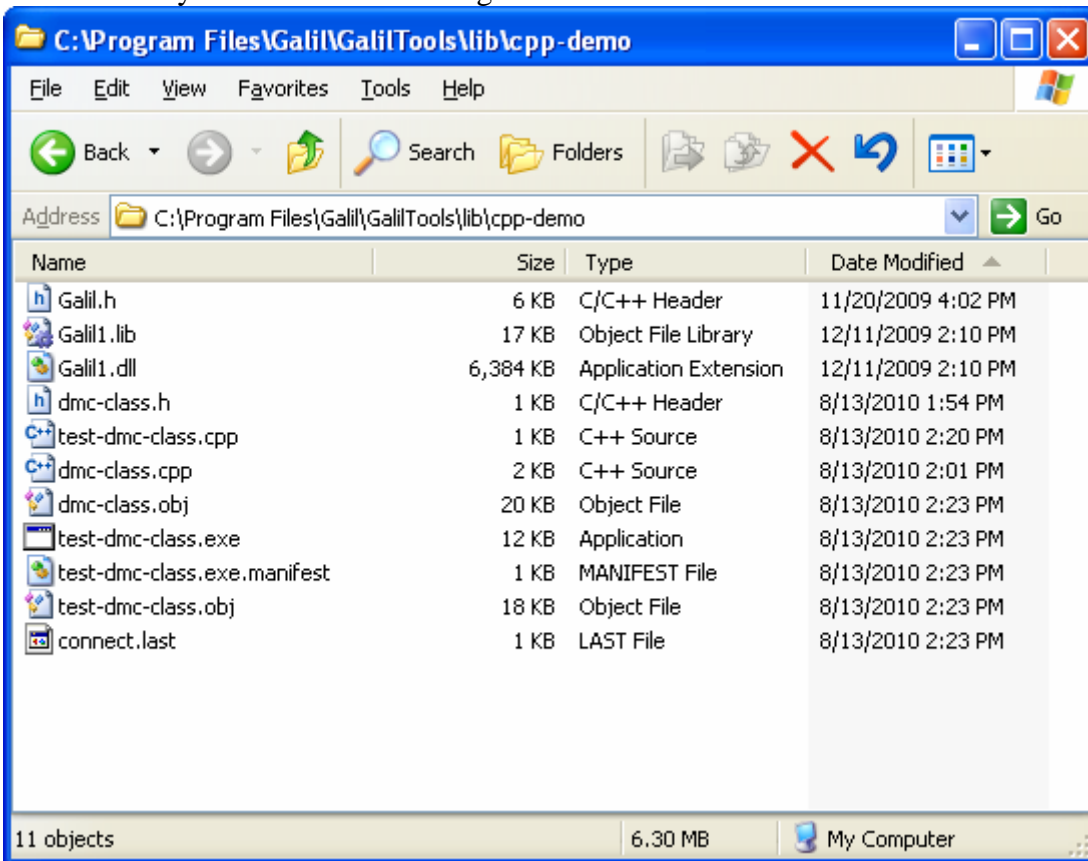 C:\Program Files\Galil\GalilTools\lib\cpp-demo
File Edit View Favorites Tools Help
Back Search Folders
Address C:\Program Files\Galil\GalilTools\lib\cpp-demo Go
Name Size Type Date Modified
Galil.h 6 KB C/C++ Header 11/20/2009 4:02 PM
Galil1.lib 17 KB Object File Library 12/11/2009 2:10 PM
Galil1.dll 6,384 KB Application Extension 12/11/2009 2:10 PM
dmc-class.h 1 KB C/C++ Header 8/13/2010 1:54 PM
test-dmc-class.cpp 1 KB C++ Source 8/13/2010 2:20 PM
dmc-class.cpp 2 KB C++ Source 8/13/2010 2:01 PM
dmc-class.obj 20 KB Object File 8/13/2010 2:23 PM
test-dmc-class.exe 12 KB Application 8/13/2010 2:23 PM
test-dmc-class.exe.manifest 1 KB MANIFEST File 8/13/2010 2:23 PM
test-dmc-class.obj 18 KB Object File 8/13/2010 2:23 PM
connect.last 1 KB LAST File 8/13/2010 2:23 PM
11 objects 6.30 MB My Computer